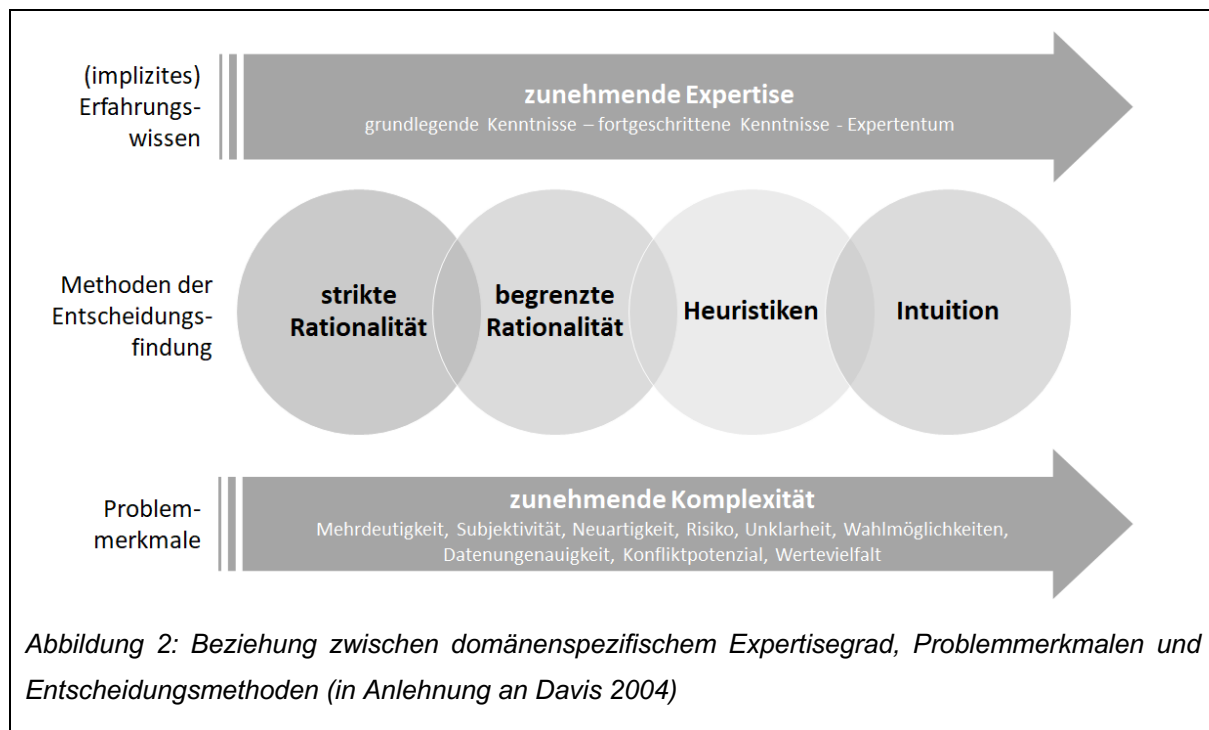 (implizites)
Erfahrungs-
wissen
zunehmende Expertise
grundlegende Kenntnisse – fortgeschrittene Kenntnisse - Expertentum
Methoden der
Entscheidungs-
findung
strikte
Rationalität
begrenzte
Rationalität
Heuristiken
Intuition
Problem-
merkmale
zunehmende Komplexität
Mehrdeutigkeit, Subjektivität, Neuartigkeit, Risiko, Unklarheit, Wahlmöglichkeiten,
Datenungenauigkeit, Konfliktpotenzial, Wertevielfalt
Abbildung 2: Beziehung zwischen domänenspezifischem Expertisegrad, Problemmerkmalen und
Entscheidungsmethoden (in Anlehnung an Davis 2004)